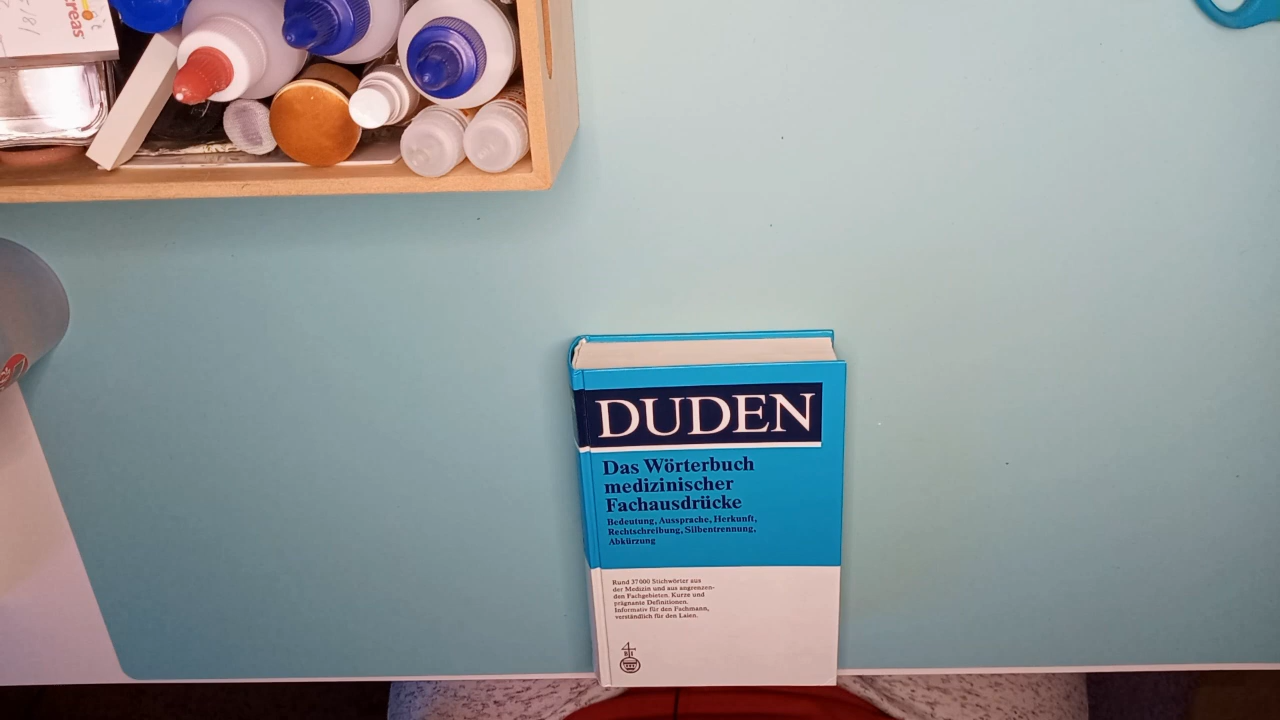 DUDEN
Das Wörterbuch
medizinischer
Fachausdrücke
Bedeutung, Aussprache, Herkunft,
Rechtschreibung, Silbentrennung,
Abkürzung
Rund 37000 Stichwörter aus
der Medizin und aus angrenzen-
den Fachgebieten. Kurze und
prägnante Definitionen.
Informativ für den Fachmann,
verständlich für den Laien.